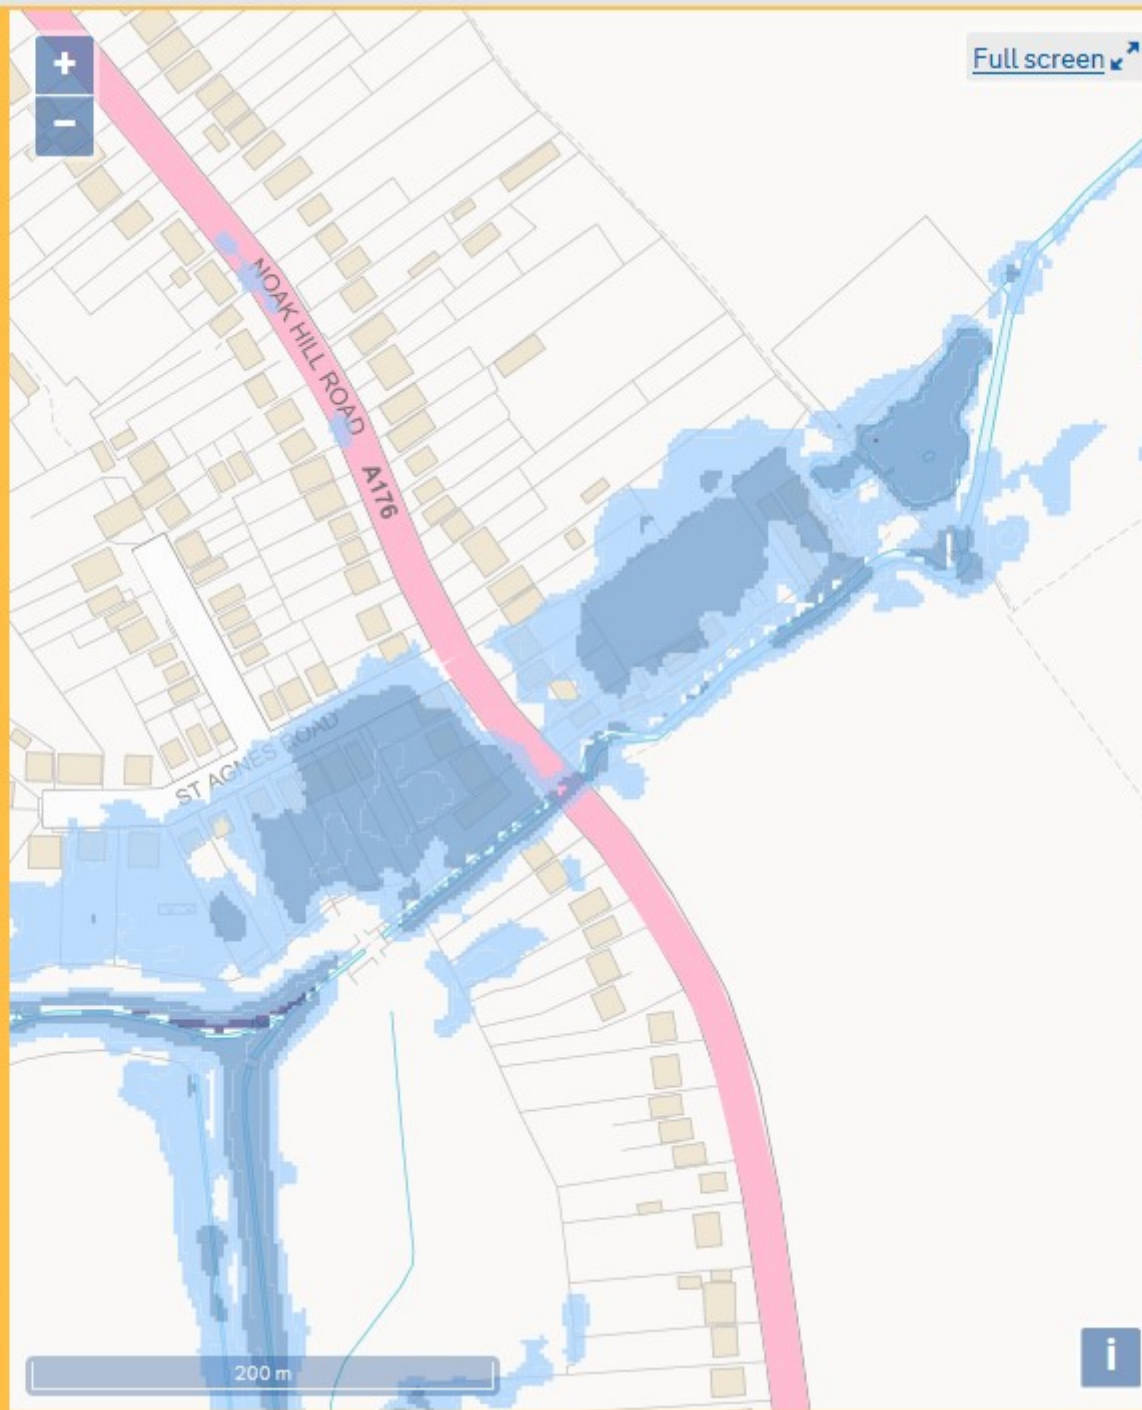 +
Full screen
−
NOAK HILL ROAD
A176
ST AGNES ROAD
200 m
i